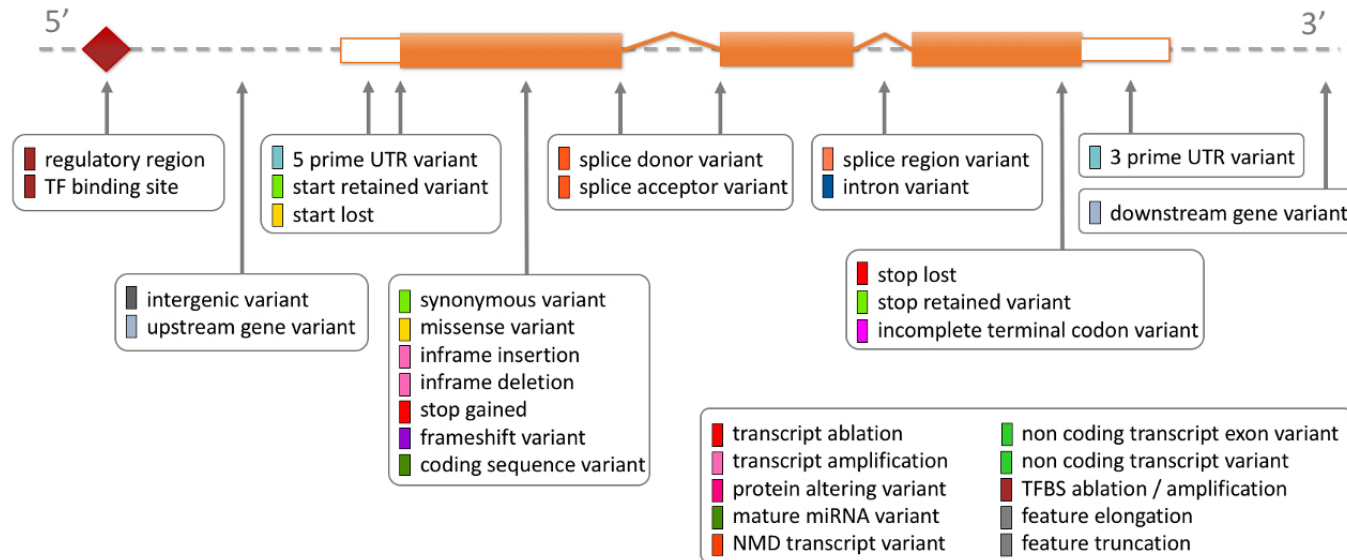 5’
3’
regulatory region
TF binding site
5 prime UTR variant
start retained variant
start lost
splice donor variant
splice acceptor variant
splice region variant
intron variant
3 prime UTR variant
downstream gene variant
intergenic variant
upstream gene variant
synonymous variant
missense variant
inframe insertion
inframe deletion
stop gained
frameshift variant
coding sequence variant
stop lost
stop retained variant
incomplete terminal codon variant
transcript ablation
transcript amplification
protein altering variant
mature miRNA variant
NMD transcript variant
non coding transcript exon variant
non coding transcript variant
TFBS ablation / amplification
feature elongation
feature truncation